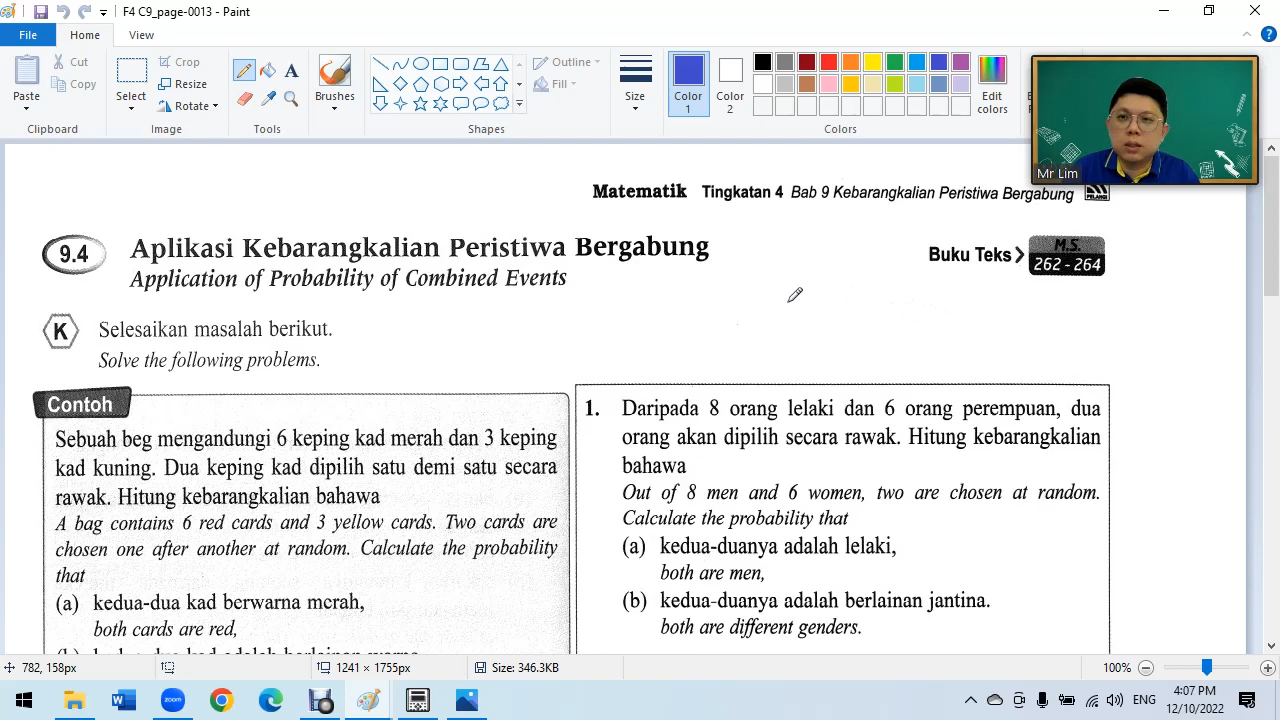 F4 C9_page-0013 - Paint
File Home View
Paste
Cut
Copy
Clipboard
Select
Crop
Resize
Rotate
Image
Tools
Brushes
Shapes
Outline
Fill
Size
Color 1
Color 2
Colors
Edit colors
Mr Lim
Matematik Tingkatan 4 Bab 9 Kebarangkalian Peristiwa Bergabung
PELANGI
9.4 Aplikasi Kebarangkalian Peristiwa Bergabung
Application of Probability of Combined Events
Buku Teks M.S. 262 - 264
K Selesaikan masalah berikut.
Solve the following problems.
Contoh
Sebuah beg mengandungi 6 keping kad merah dan 3 keping
kad kuning. Dua keping kad dipilih satu demi satu secara
rawak. Hitung kebarangkalian bahawa
A bag contains 6 red cards and 3 yellow cards. Two cards are
chosen one after another at random. Calculate the probability
that
(a) kedua-dua kad berwarna merah,
both cards are red,
1. Daripada 8 orang lelaki dan 6 orang perempuan, dua
orang akan dipilih secara rawak. Hitung kebarangkalian
bahawa
Out of 8 men and 6 women, two are chosen at random.
Calculate the probability that
(a) kedua-duanya adalah lelaki,
both are men,
(b) kedua-duanya adalah berlainan jantina.
both are different genders.
782, 158px
1241 × 1755px
Size: 346.3KB
100%
zoom
ENG
4:07 PM
12/10/2022